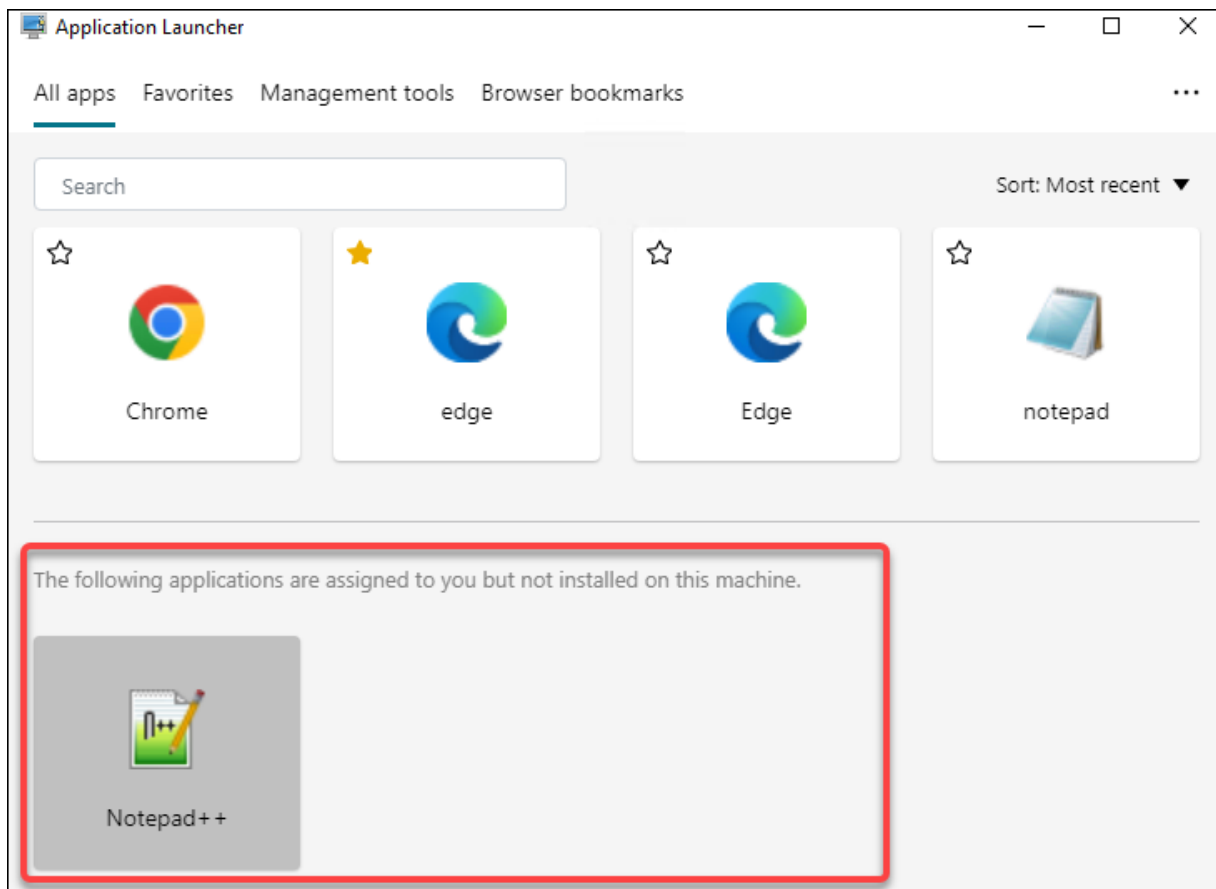 Application Launcher
All apps Favorites Management tools Browser bookmarks ...
Search Sort: Most recent
Chrome edge Edge notepad
The following applications are assigned to you but not installed on this machine.
n++
Notepad++